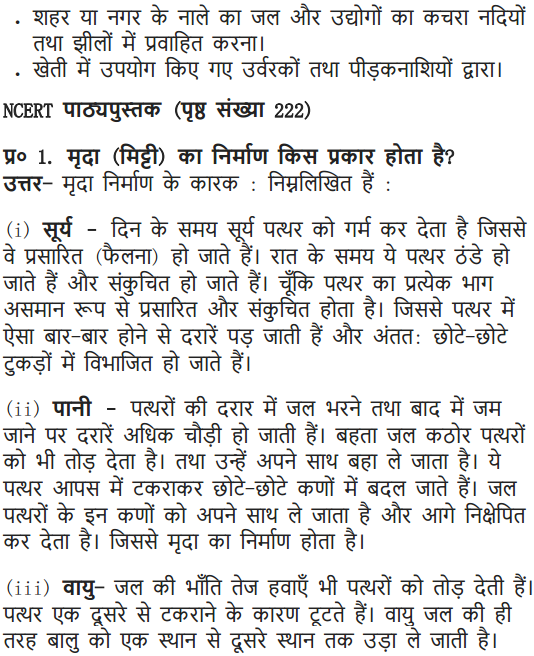 • शहर या नगर के नाले का जल और उद्योगों का कचरा नदियों
तथा झीलों में प्रवाहित करना।
• खेती में उपयोग किए गए उर्वरकों तथा पीड़कनाशियों द्वारा।
NCERT पाठ्यपुस्तक (पृष्ठ संख्या 222)
प्र० 1. मृदा (मिट्टी) का निर्माण किस प्रकार होता है?
उत्तर- मृदा निर्माण के कारक : निम्नलिखित हैं :
(i) सूर्य - दिन के समय सूर्य पत्थर को गर्म कर देता है जिससे
वे प्रसारित (फैलना) हो जाते हैं। रात के समय ये पत्थर ठंडे हो
जाते हैं और संकुचित हो जाते हैं। चूँकि पत्थर का प्रत्येक भाग
असमान रूप से प्रसारित और संकुचित होता है। जिससे पत्थर में
ऐसा बार-बार होने से दरारें पड़ जाती हैं और अंततः छोटे-छोटे
टुकड़ों में विभाजित हो जाते हैं।
(ii) पानी - पत्थरों की दरार में जल भरने तथा बाद में जम
जाने पर दरारें अधिक चौड़ी हो जाती हैं। बहता जल कठोर पत्थरों
को भी तोड़ देता है। तथा उन्हें अपने साथ बहा ले जाता है। ये
पत्थर आपस में टकराकर छोटे-छोटे कणों में बदल जाते हैं। जल
पत्थरों के इन कणों को अपने साथ ले जाता है और आगे निक्षेपित
कर देता है। जिससे मृदा का निर्माण होता है।
(iii) वायु- जल की भाँति तेज हवाएँ भी पत्थरों को तोड़ देती हैं।
पत्थर एक दूसरे से टकराने के कारण टूटते हैं। वायु जल की ही
तरह बालु को एक स्थान से दूसरे स्थान तक उड़ा ले जाती है।